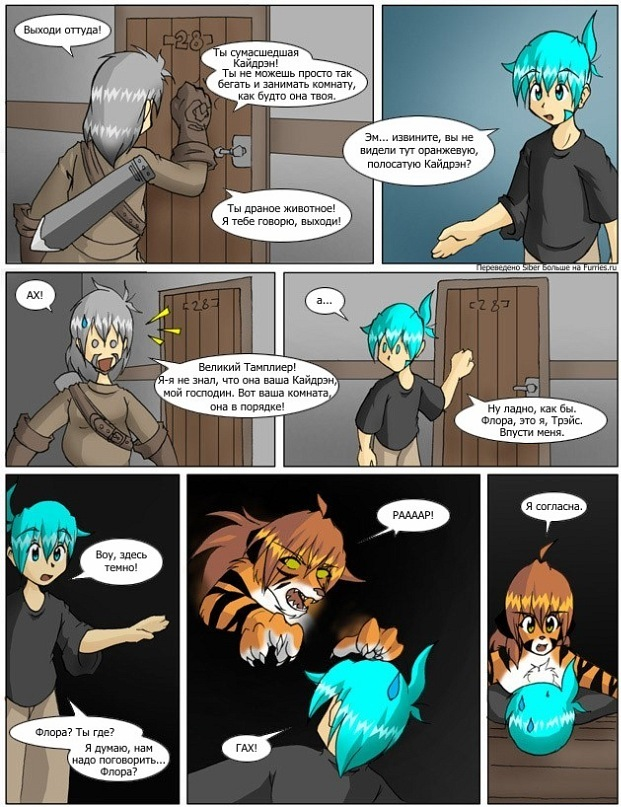 Выходи оттуда!
-28-
Ты сумасшедшая
Кайдрэн!
Ты не можешь просто так
бегать и занимать комнату,
как будто она твоя.
Ты драное животное!
Я тебе говорю, выходи!
Эм... извините, вы не
видели тут оранжевую,
полосатую Кайдрэн?
Переведено Siber Больше на Furries.ru
АХ!
-28-
Великий Тамплиер!
Я-я не знал, что она ваша Кайдрэн,
мой господин. Вот ваша комната,
она в порядке!
а...
-28-
Ну ладно, как бы.
Флора, это я, Трэйс.
Впусти меня.
Воу, здесь
темно!
Флора? Ты где?
Я думаю, нам
надо поговорить...
Флора?
РАААAР!
ГАХ!
Я согласна.